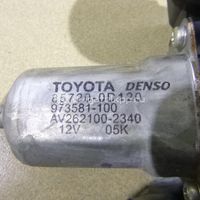 TOYOTA DENSO
85720-0D120
973581-100
AV262100-2340
12V 05K